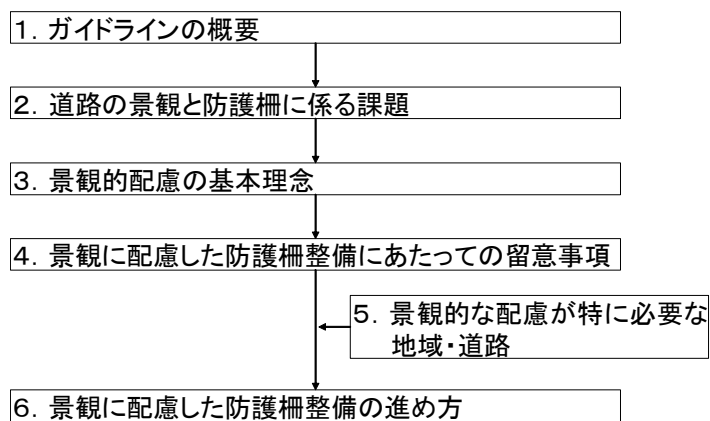 １．ガイドラインの概要
２．道路の景観と防護柵に係る課題
３．景観的配慮の基本理念
４．景観に配慮した防護柵整備にあたっての留意事項
５．景観的な配慮が特に必要な
地域・道路
６．景観に配慮した防護柵整備の進め方